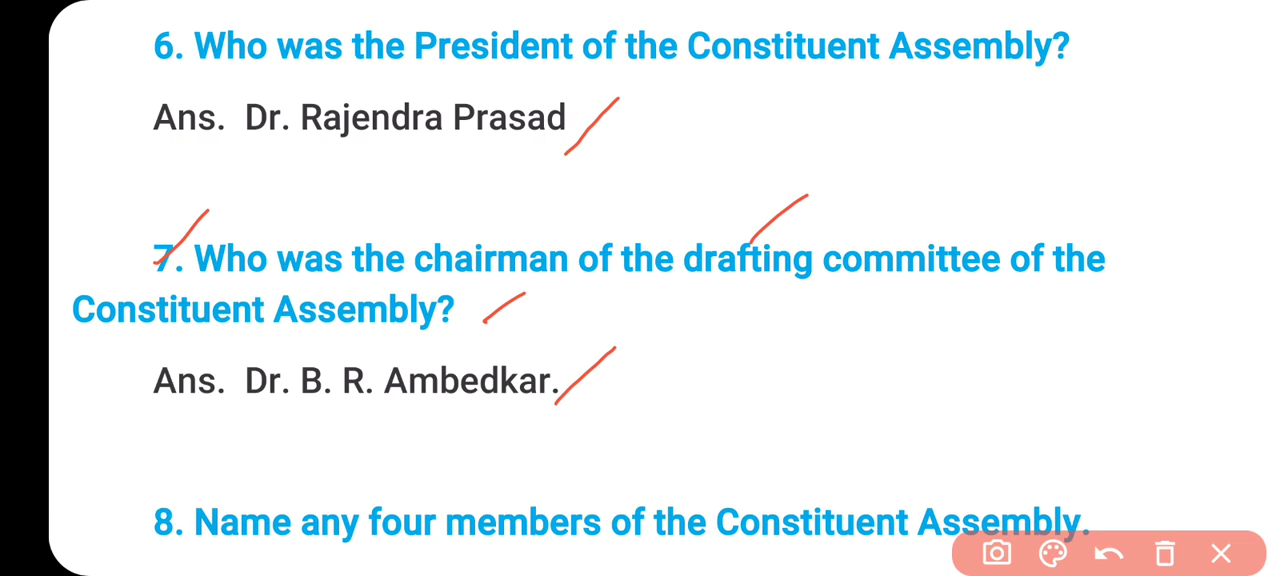 6. Who was the President of the Constituent Assembly?
Ans. Dr. Rajendra Prasad
7. Who was the chairman of the drafting committee of the
Constituent Assembly?
Ans. Dr. B. R. Ambedkar.
8. Name any four members of the Constituent Assembly.